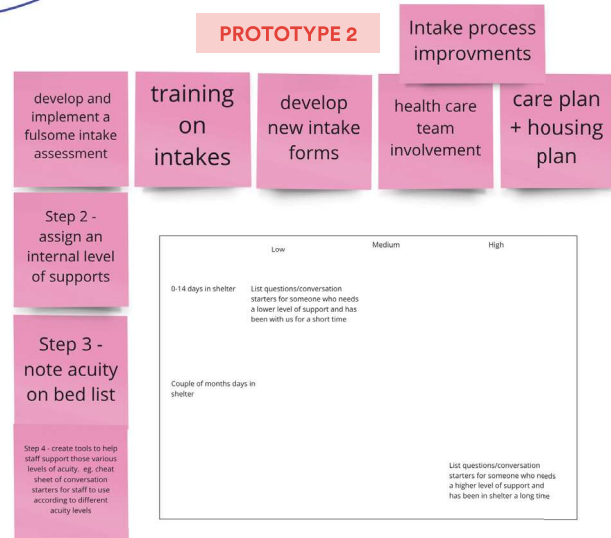 PROTOTYPE 2
Intake process
improvments
develop and
implement a
fulsome intake
assessment
training
on
intakes
develop
new intake
forms
health care
team
involvement
care plan
+ housing
plan
Step 2 -
assign an
internal level
of supports
Step 3 -
note acuity
on bed list
Step 4 - create tools to help
staff support those various
levels of acuity.  eg. cheat
sheet of conversation
starters for staff to use
according to different
acuity levels
Low
Medium
High
0-14 days in shelter
List questions/conversation
starters for someone who needs
a lower level of support and has
been with us for a short time
Couple of months days in
shelter
List questions/conversation
starters for someone who needs
a higher level of support and
has been in shelter a long time